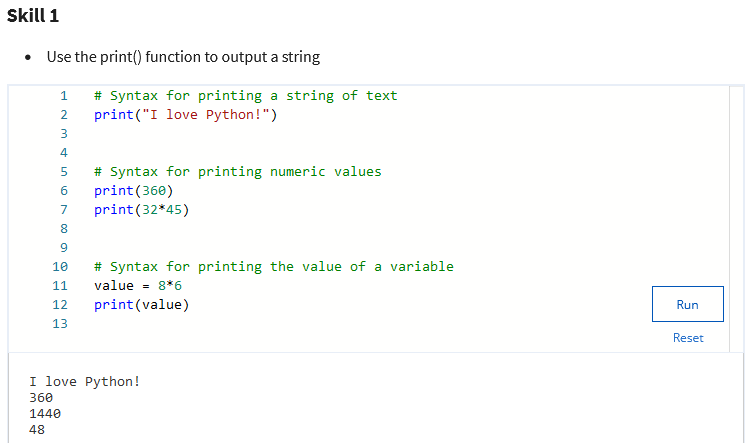 Skill 1
• Use the print() function to output a string
1 # Syntax for printing a string of text
2 print("I love Python!")
3
4
5 # Syntax for printing numeric values
6 print(360)
7 print(32*45)
8
9
10 # Syntax for printing the value of a variable
11 value = 8*6
12 print(value)
13
Run
Reset
I love Python!
360
1440
48